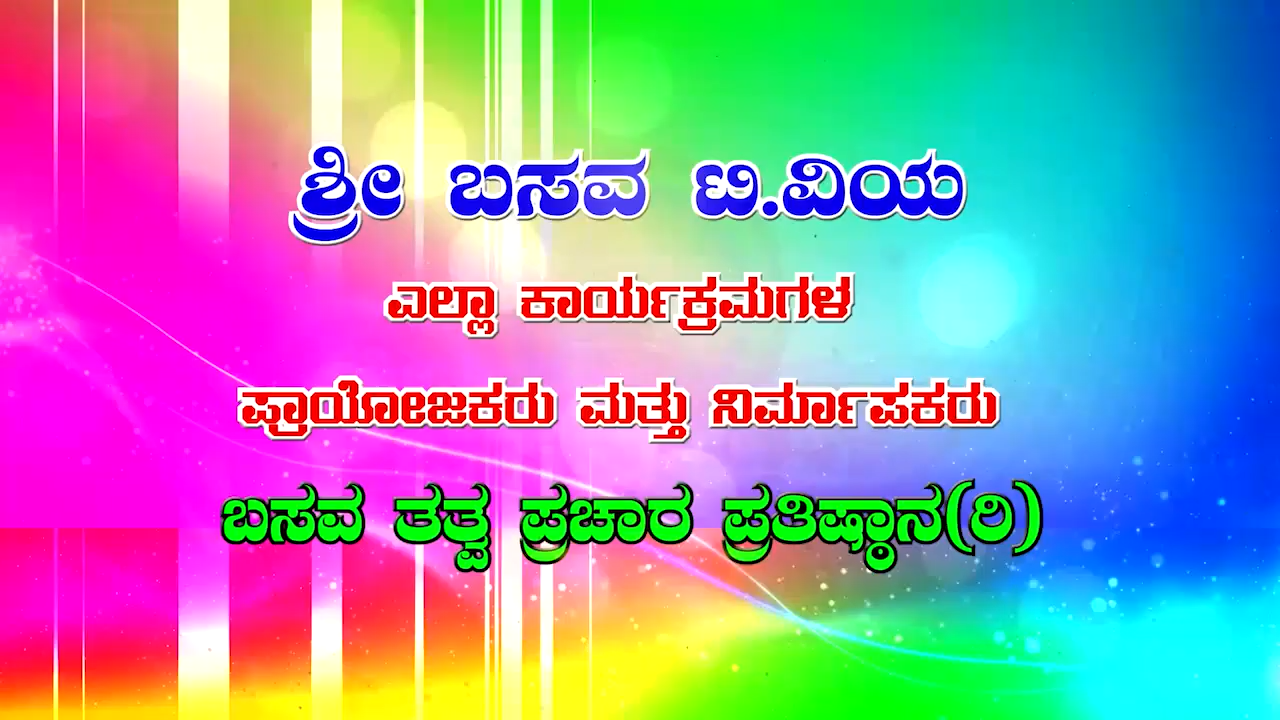 ಶ್ರೀ ಬಸವ ಟಿ.ವಿಯ
ಎಲ್ಲಾ ಕಾರ್ಯಕ್ರಮಗಳ
ಪ್ರಾಯೋಜಕರು ಮತ್ತು ನಿರ್ಮಾಪಕರು
ಬಸವ ತತ್ವ ಪ್ರಚಾರ ಪ್ರತಿಷ್ಠಾನ(ರಿ)